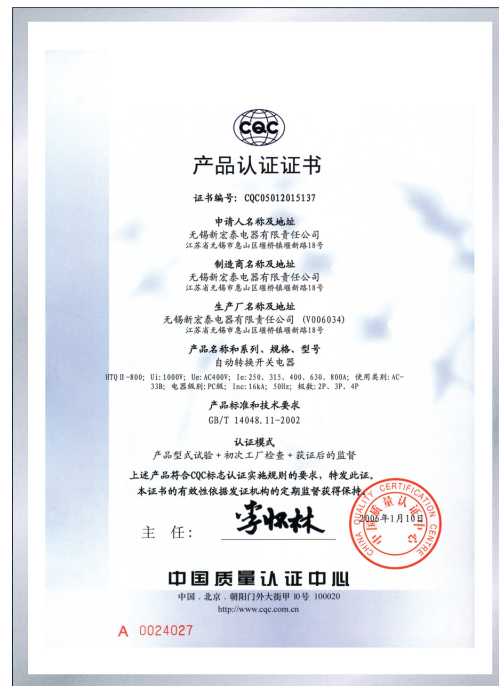 CQC
产品认证证书
证书编号: CQC05012015137
申请人名称及地址
无锡新宏泰电器有限责任公司
江苏省无锡市惠山区堰桥镇堰新路18号
制造商名称及地址
无锡新宏泰电器有限责任公司
江苏省无锡市惠山区堰桥镇堰新路18号
生产厂名称及地址
无锡新宏泰电器有限责任公司 (V006034)
江苏省无锡市惠山区堰桥镇堰新路18号
产品名称和系列、规格、型号
自动转换开关电器
HTQⅡ-800; Ui:1000V; Ue:AC400V; Ie:250、315、400、630、800A; 使用类别:AC-
33B; 电器级别:PC级; Inc:16kA; 50Hz; 极数:2P、3P、4P
产品标准和技术要求
GB/T 14048.11-2002
认证模式
产品型式试验+初次工厂检查+获证后的监督
上述产品符合CQC标志认证实施规则的要求，特发此证。
本证书的有效性依据发证机构的定期监督获得保持。
CHINA QUALITY CERTIFICATION CENTRE
中国质量认证中心
2006年1月10日
主 任:
李怀林
中国质量认证中心
中国．北京．朝阳门外大街甲 10号 100020
http://www.cqc.com.cn
A 0024027